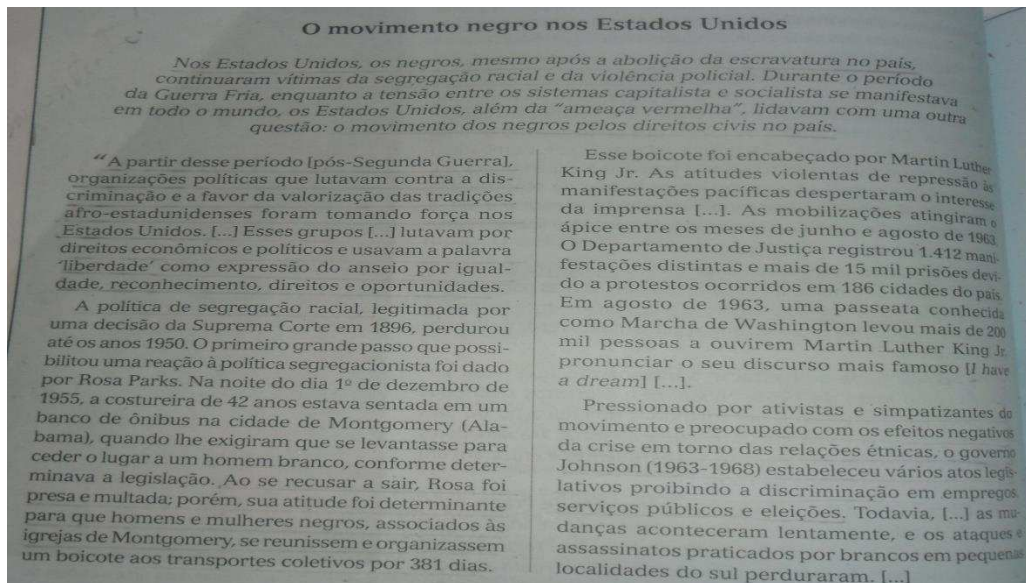 O movimento negro nos Estados Unidos
Nos Estados Unidos, os negros, mesmo após a abolição da escravatura no país,
continuaram vítimas da segregação racial e da violência policial. Durante o período
da Guerra Fria, enquanto a tensão entre os sistemas capitalista e socialista se manifestava
em todo o mundo, os Estados Unidos, além da “ameaça vermelha”, lidavam com uma outra
questão: o movimento dos negros pelos direitos civis no país.
“A partir desse período [pós-Segunda Guerra],
organizações políticas que lutavam contra a dis-
criminação e a favor da valorização das tradições
afro-estadunidenses foram tomando força nos
Estados Unidos. [...] Esses grupos [...] lutavam por
direitos econômicos e políticos e usavam a palavra
‘liberdade’ como expressão do anseio por igual-
dade, reconhecimento, direitos e oportunidades.
A política de segregação racial, legitimada por
uma decisão da Suprema Corte em 1896, perdurou
até os anos 1950. O primeiro grande passo que possi-
bilitou uma reação à política segregacionista foi dado
por Rosa Parks. Na noite do dia 1º de dezembro de
1955, a costureira de 42 anos estava sentada em um
banco de ônibus na cidade de Montgomery (Ala-
bama), quando lhe exigiram que se levantasse para
ceder o lugar a um homem branco, conforme deter-
minava a legislação. Ao se recusar a sair, Rosa foi
presa e multada; porém, sua atitude foi determinante
para que homens e mulheres negros, associados às
igrejas de Montgomery, se reunissem e organizassem
um boicote aos transportes coletivos por 381 dias.
Esse boicote foi encabeçado por Martin Luther
King Jr. As atitudes violentas de repressão às
manifestações pacíficas despertaram o interesse
da imprensa [...]. As mobilizações atingiram o
ápice entre os meses de junho e agosto de 1963.
O Departamento de Justiça registrou 1.412 mani-
festações distintas e mais de 15 mil prisões devi-
do a protestos ocorridos em 186 cidades do país.
Em agosto de 1963, uma passeata conhecida
como Marcha de Washington levou mais de 200
mil pessoas a ouvirem Martin Luther King Jr.
pronunciar o seu discurso mais famoso [I have
a dream] [...].
Pressionado por ativistas e simpatizantes do
movimento e preocupado com os efeitos negativos
da crise em torno das relações étnicas, o governo
Johnson (1963-1968) estabeleceu vários atos legis-
lativos proibindo a discriminação em empregos,
serviços públicos e eleições. Todavia, [...] as mu-
danças aconteceram lentamente, e os ataques e
assassinatos praticados por brancos em pequenas
localidades do sul perduraram. [...]